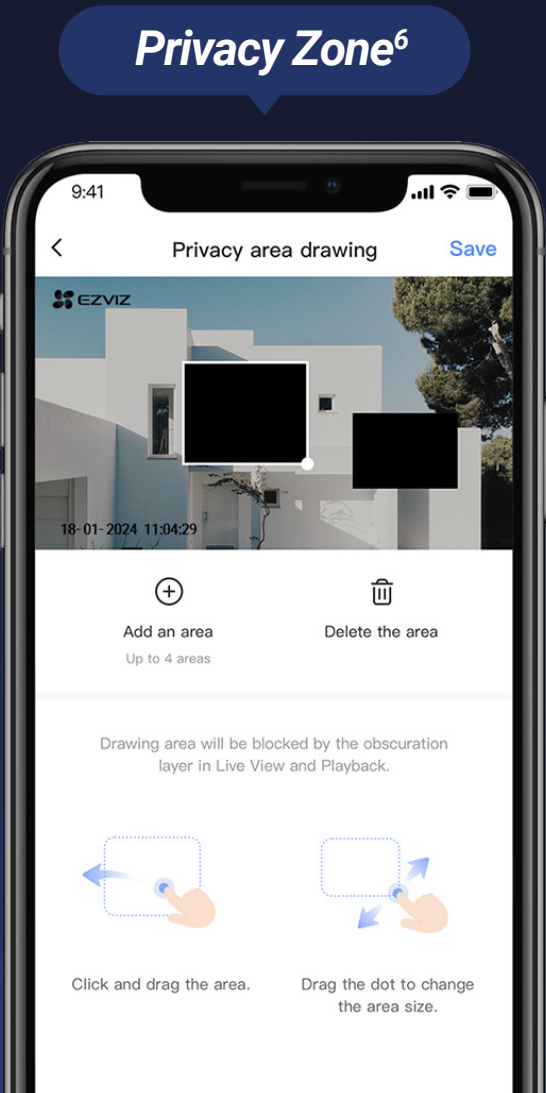 Privacy Zone⁶
9:41
Privacy area drawing
Save
EZVIZ
18-01-2024 11:04:29
Add an area
Up to 4 areas
Delete the area
Drawing area will be blocked by the obscuration
layer in Live View and Playback.
Click and drag the area.
Drag the dot to change
the area size.